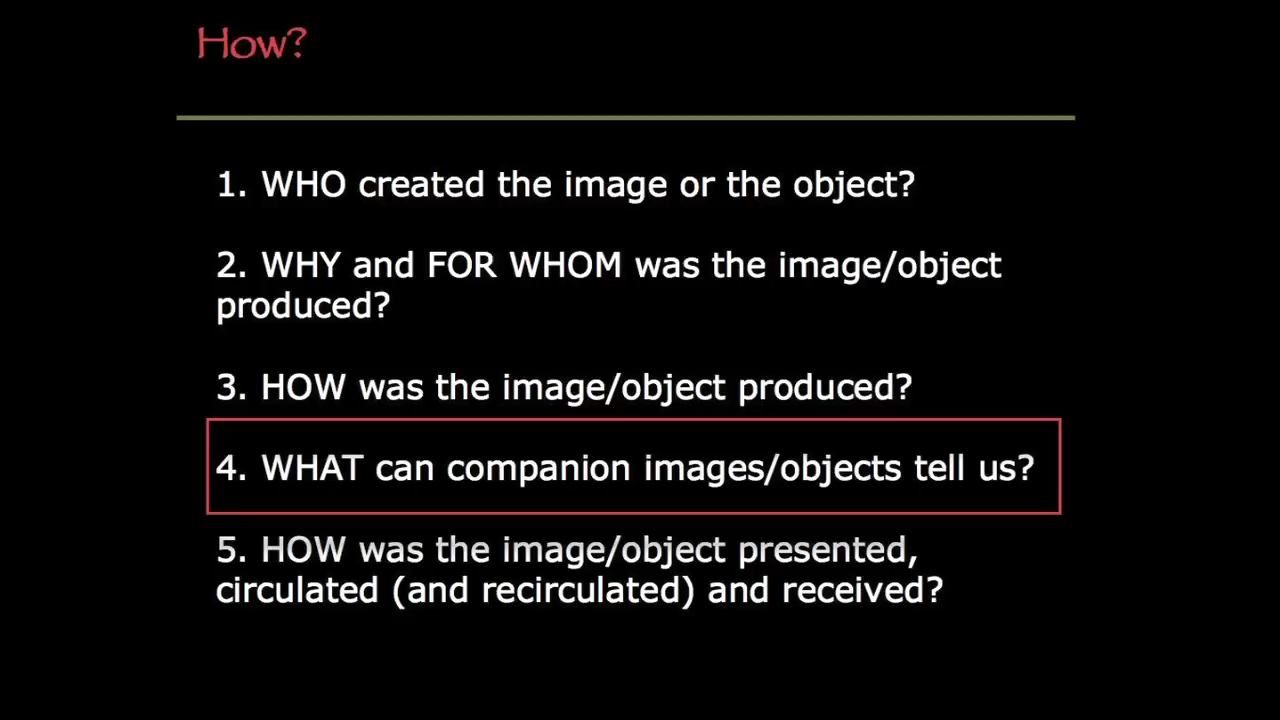 How?
1. WHO created the image or the object?
2. WHY and FOR WHOM was the image/object
produced?
3. HOW was the image/object produced?
4. WHAT can companion images/objects tell us?
5. HOW was the image/object presented,
circulated (and recirculated) and received?